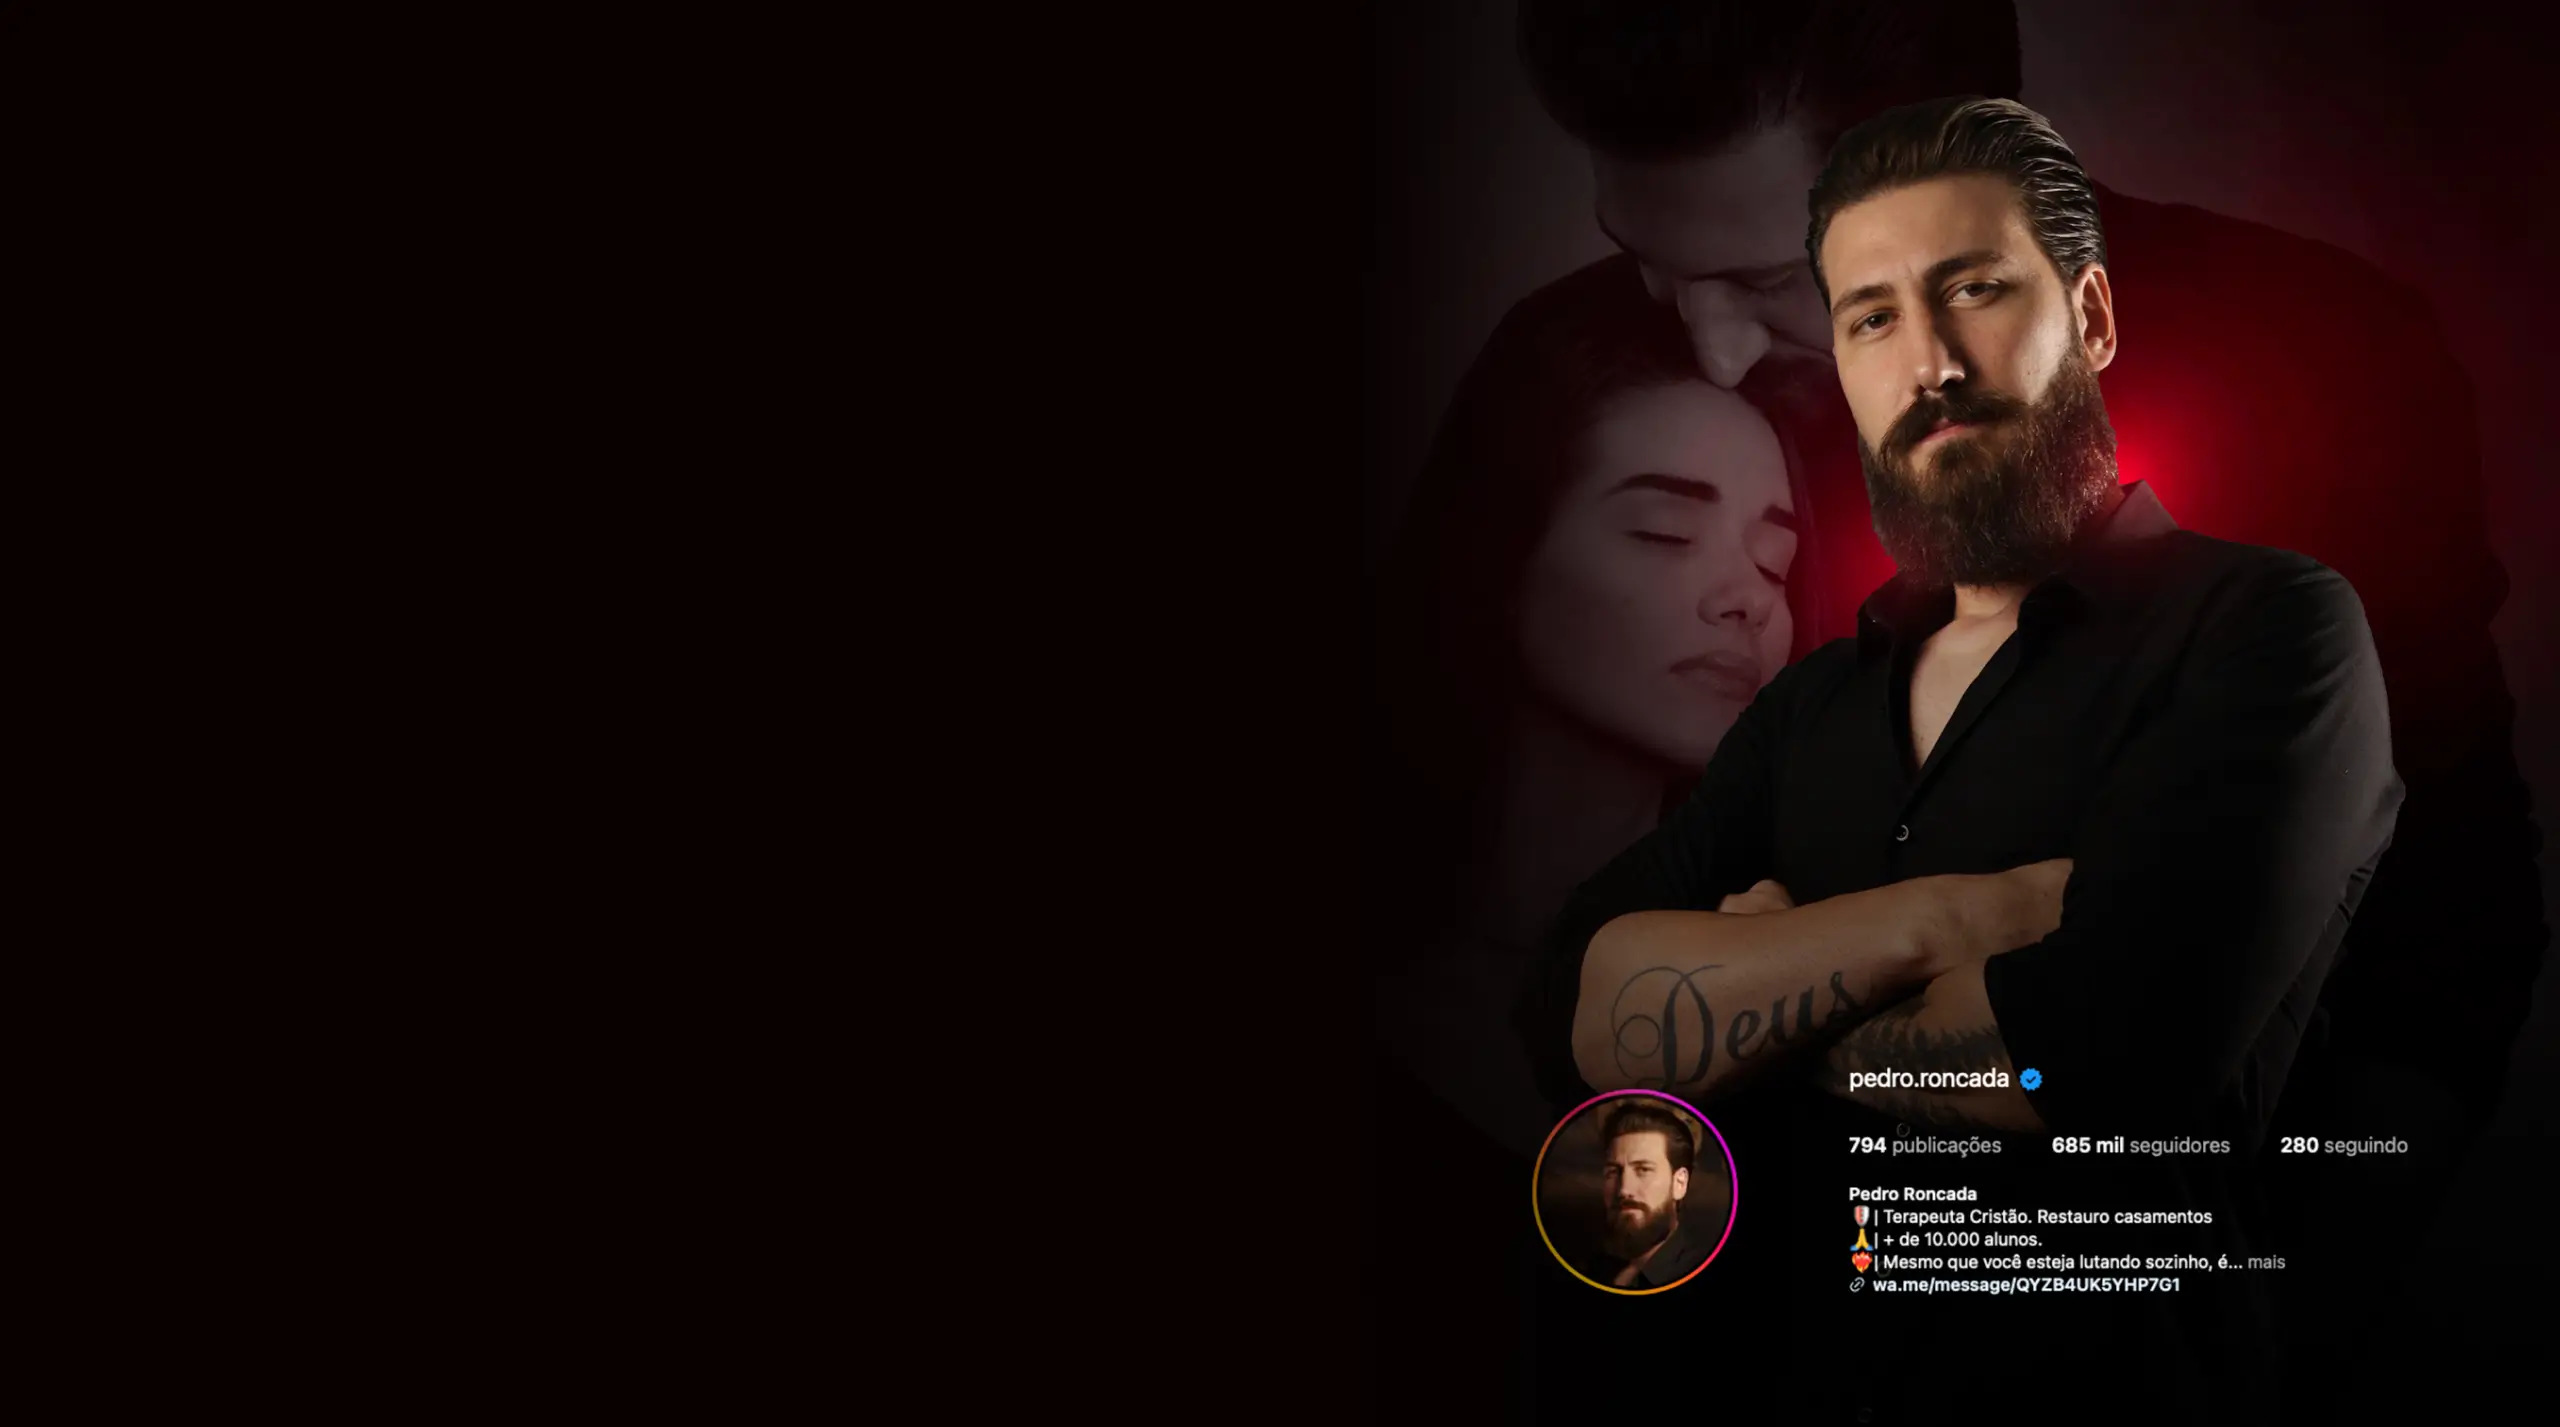 Deus
pedro.roncada
794 publicações 685 mil seguidores 280 seguindo
Pedro Roncada
| Terapeuta Cristão. Restauro casamentos
🙏| + de 10.000 alunos.
❤️‍🔥| Mesmo que você esteja lutando sozinho, é... mais
wa.me/message/QYZB4UK5YHP7G1